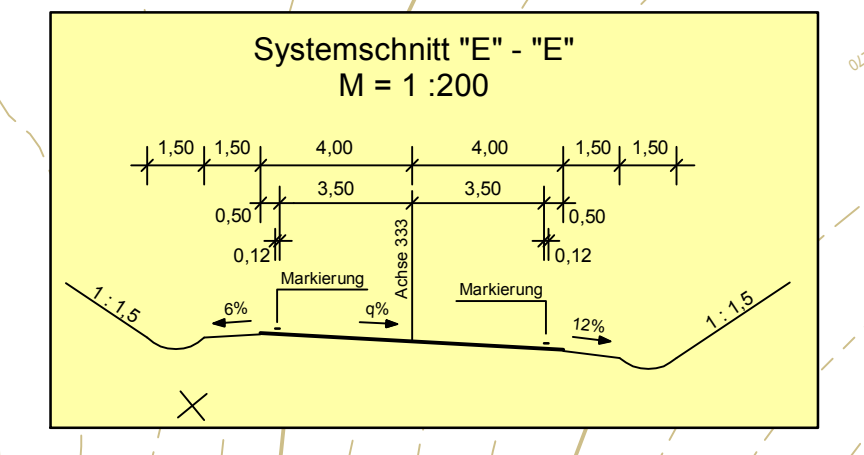 Systemschnitt "E" - "E"
M = 1 :200
1,50 1,50 4,00 4,00 1,50 1,50
3,50 3,50
0,50 0,50
0,12 0,12
Achse 333
Markierung
Markierung
1 : 1,5
6%
q%
12%
1 : 1,5